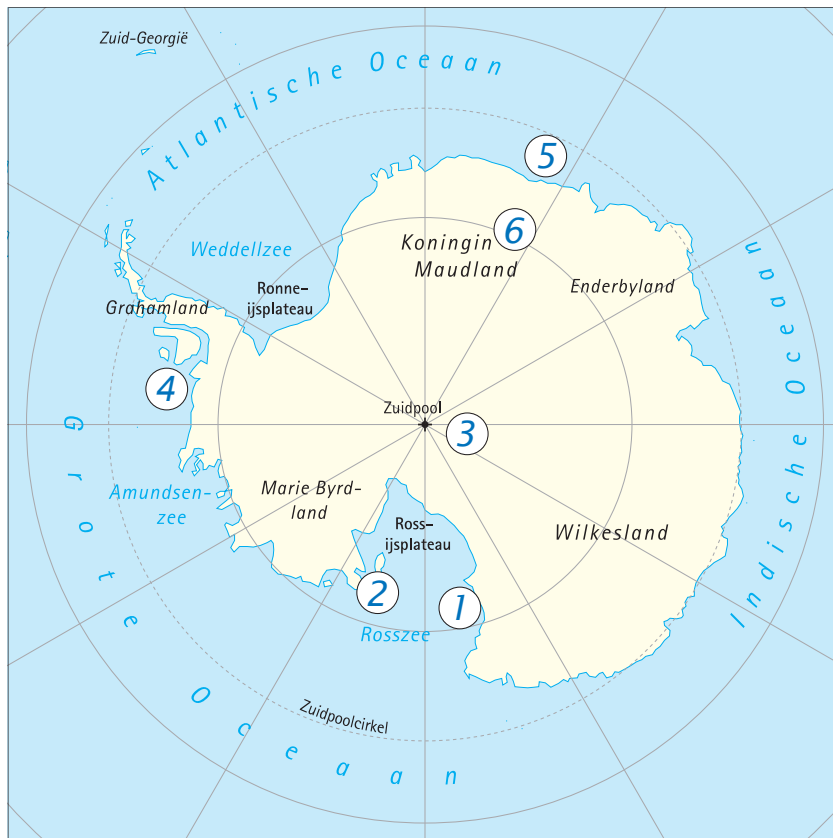 Zuid-Georgië
Atlantische Oceaan
5
6
Weddellzee
Koningin
Maudland
Ronne-
ijsplateau
Enderbyland
Grahamland
Indische Oceaan
4
Zuidpool
3
Grote Oceaan
Amundsen-
zee
Marie Byrd-
land
Ross-
ijsplateau
Wilkesland
2
1
Rosszee
Zuidpoolcirkel